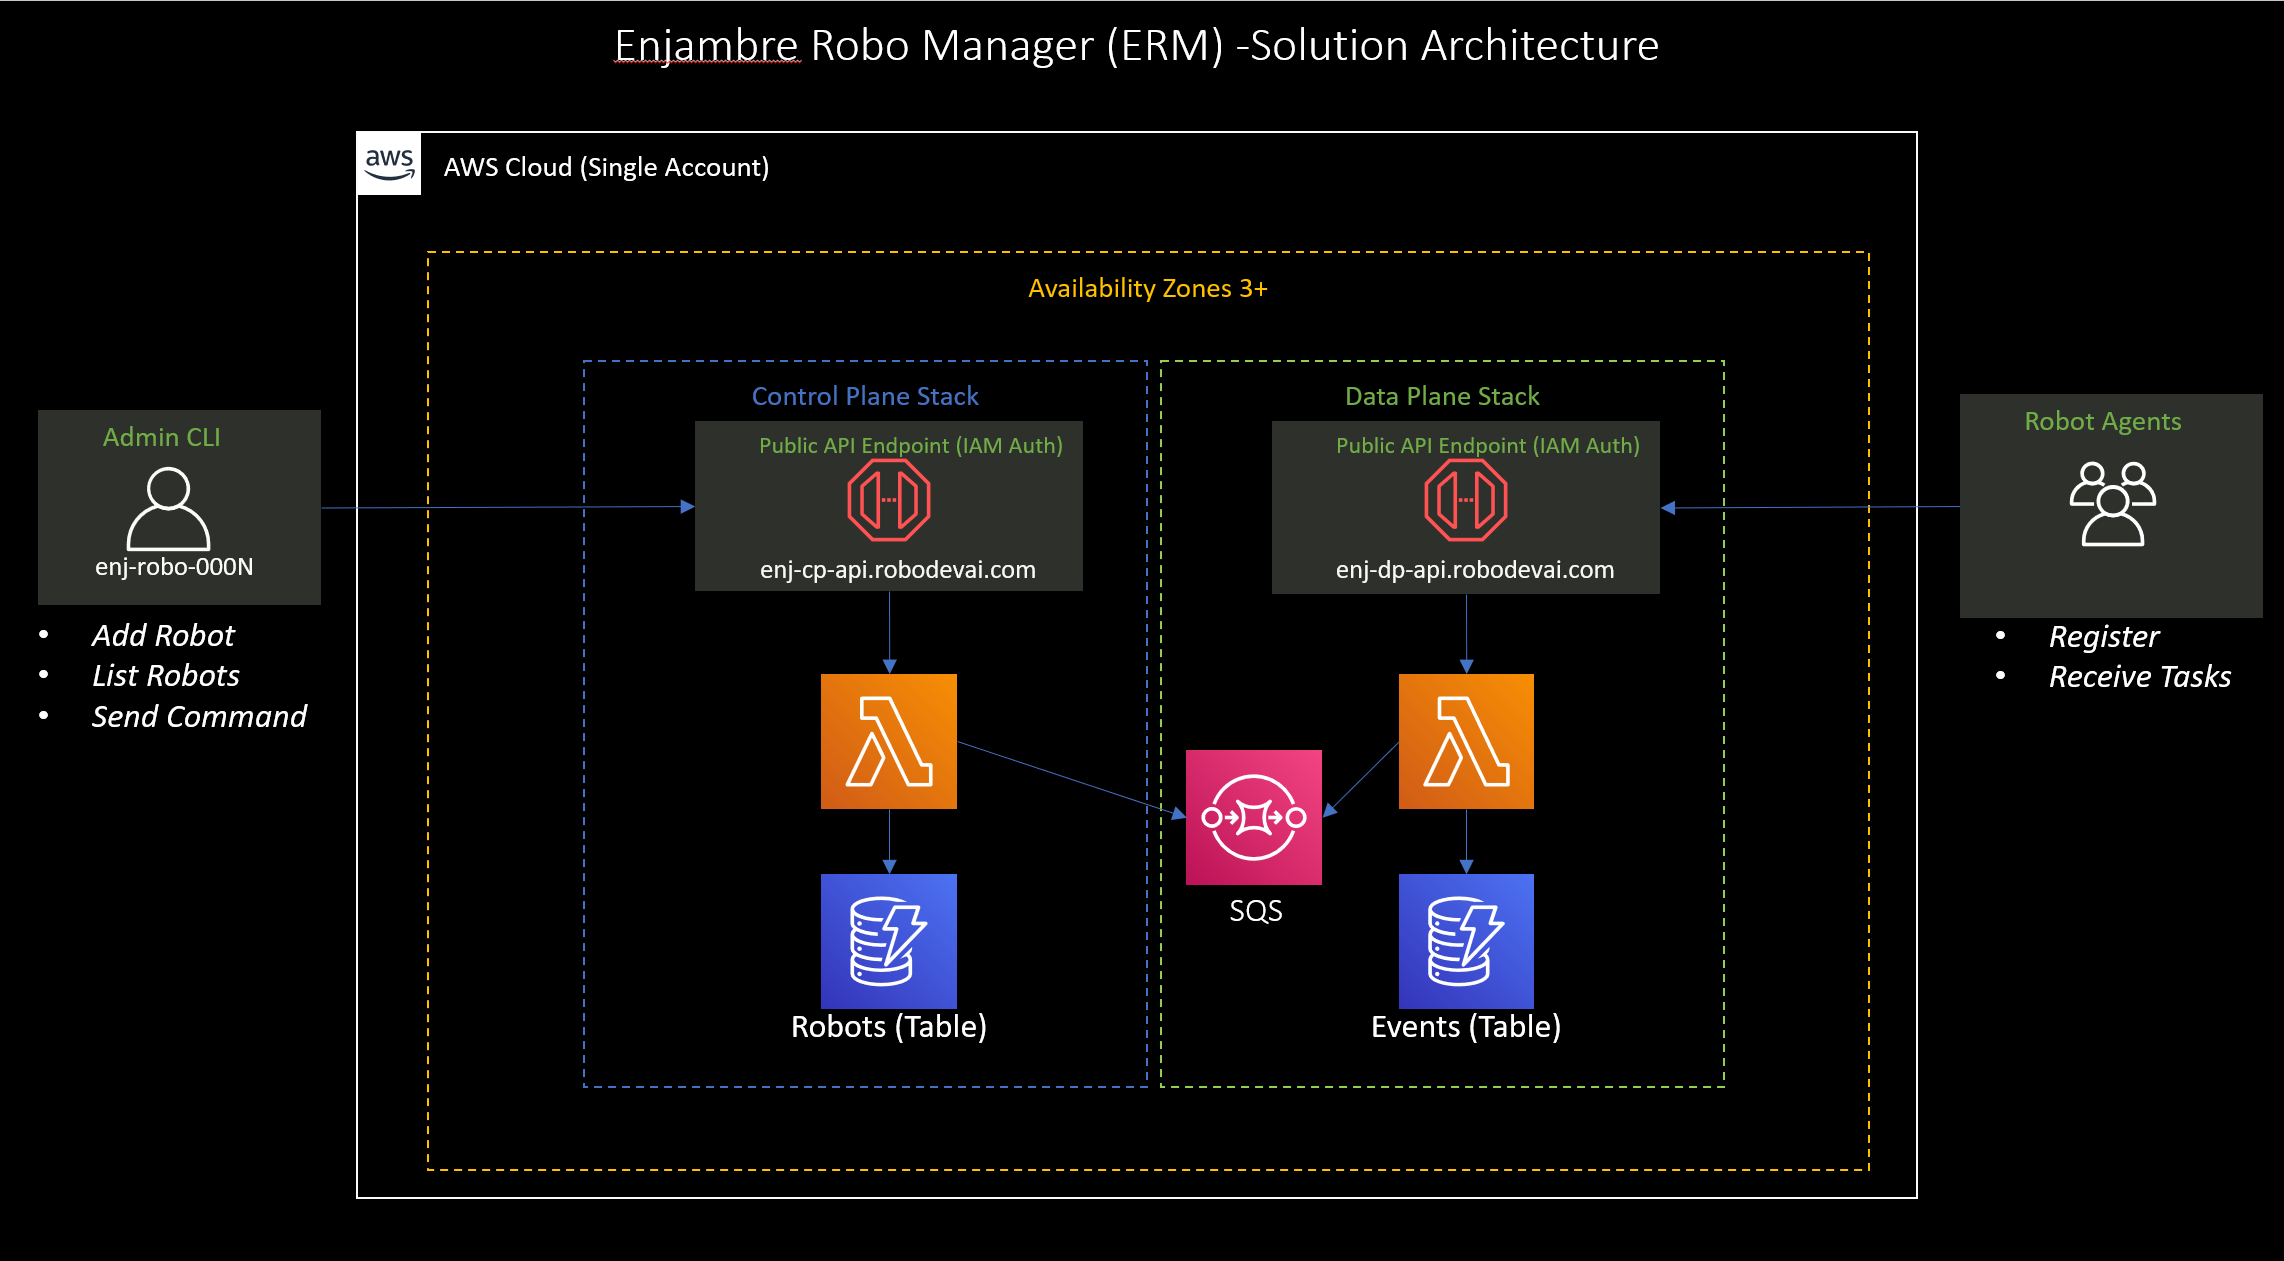 Enjambre Robo Manager (ERM) -Solution Architecture
aws
AWS Cloud (Single Account)
Availability Zones 3+
Control Plane Stack
Data Plane Stack
Admin CLI
enj-robo-000N
• Add Robot
• List Robots
• Send Command
Public API Endpoint (IAM Auth)
enj-cp-api.robodevai.com
Public API Endpoint (IAM Auth)
enj-dp-api.robodevai.com
Robot Agents
• Register
• Receive Tasks
SQS
Robots (Table)
Events (Table)